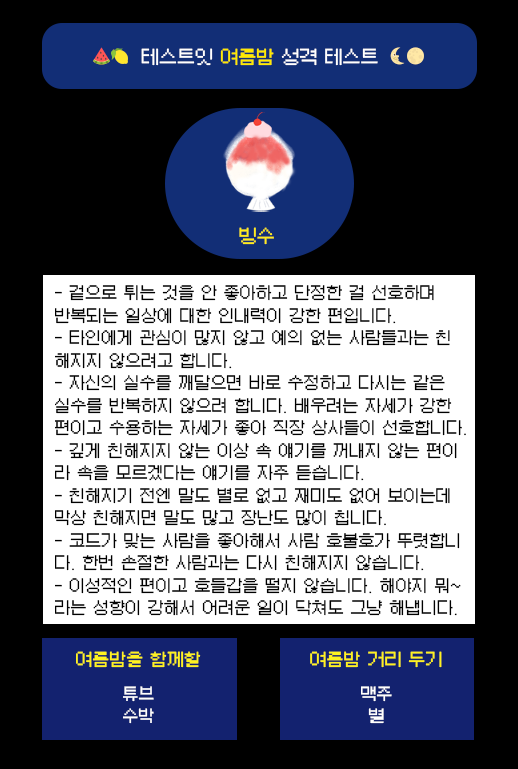 테스트잇 여름밤 성격 테스트
빙수
- 겉으로 튀는 것을 안 좋아하고 단정한 걸 선호하며
반복되는 일상에 대한 인내력이 강한 편입니다.
- 타인에게 관심이 많지 않고 예의 없는 사람들과는 친
해지지 않으려고 합니다.
- 자신의 실수를 깨달으면 바로 수정하고 다시는 같은
실수를 반복하지 않으려 합니다. 배우려는 자세가 강한
편이고 수용하는 자세가 좋아 직장 상사들이 선호합니다.
- 깊게 친해지지 않는 이상 속 얘기를 꺼내지 않는 편이
라 속을 모르겠다는 얘기를 자주 듣습니다.
- 친해지기 전엔 말도 별로 없고 재미도 없어 보이는데
막상 친해지면 말도 많고 장난도 많이 칩니다.
- 코드가 맞는 사람을 좋아해서 사람 호불호가 뚜렷합니
다. 한번 손절한 사람과는 다시 친해지지 않습니다.
- 이성적인 편이고 호들갑을 떨지 않습니다. 해야지 뭐~
라는 성향이 강해서 어려운 일이 닥쳐도 그냥 해냅니다.
여름밤을 함께할
튜브
수박
여름밤 거리 두기
맥주
별